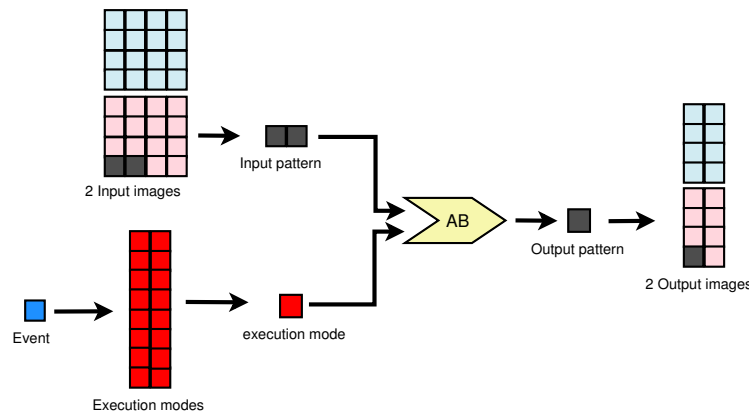 2 Input images
Input pattern
AB
Output pattern
2 Output images
Event
Execution modes
execution mode